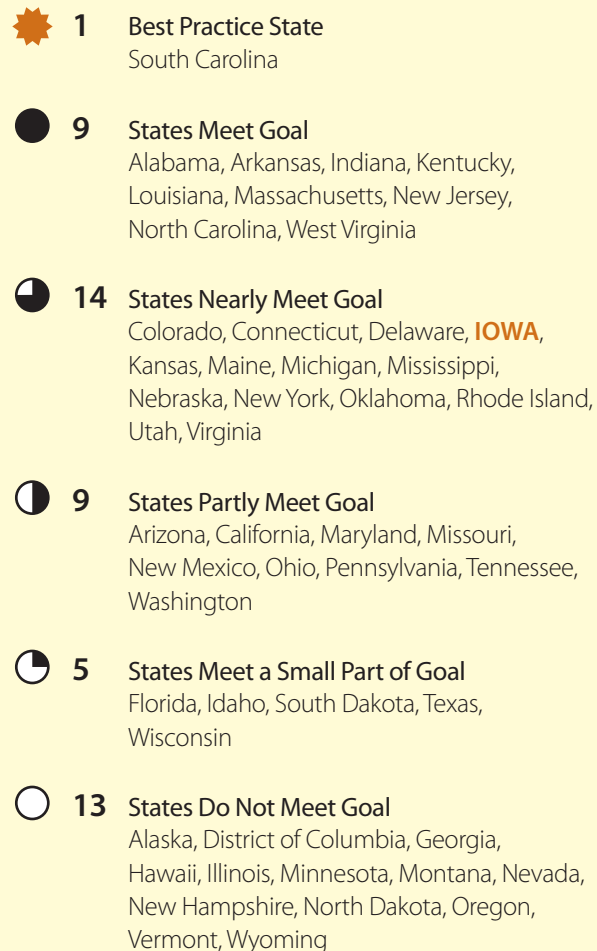 1 Best Practice State
South Carolina
9 States Meet Goal
Alabama, Arkansas, Indiana, Kentucky,
Louisiana, Massachusetts, New Jersey,
North Carolina, West Virginia
14 States Nearly Meet Goal
Colorado, Connecticut, Delaware, IOWA,
Kansas, Maine, Michigan, Mississippi,
Nebraska, New York, Oklahoma, Rhode Island,
Utah, Virginia
9 States Partly Meet Goal
Arizona, California, Maryland, Missouri,
New Mexico, Ohio, Pennsylvania, Tennessee,
Washington
5 States Meet a Small Part of Goal
Florida, Idaho, South Dakota, Texas,
Wisconsin
13 States Do Not Meet Goal
Alaska, District of Columbia, Georgia,
Hawaii, Illinois, Minnesota, Montana, Nevada,
New Hampshire, North Dakota, Oregon,
Vermont, Wyoming